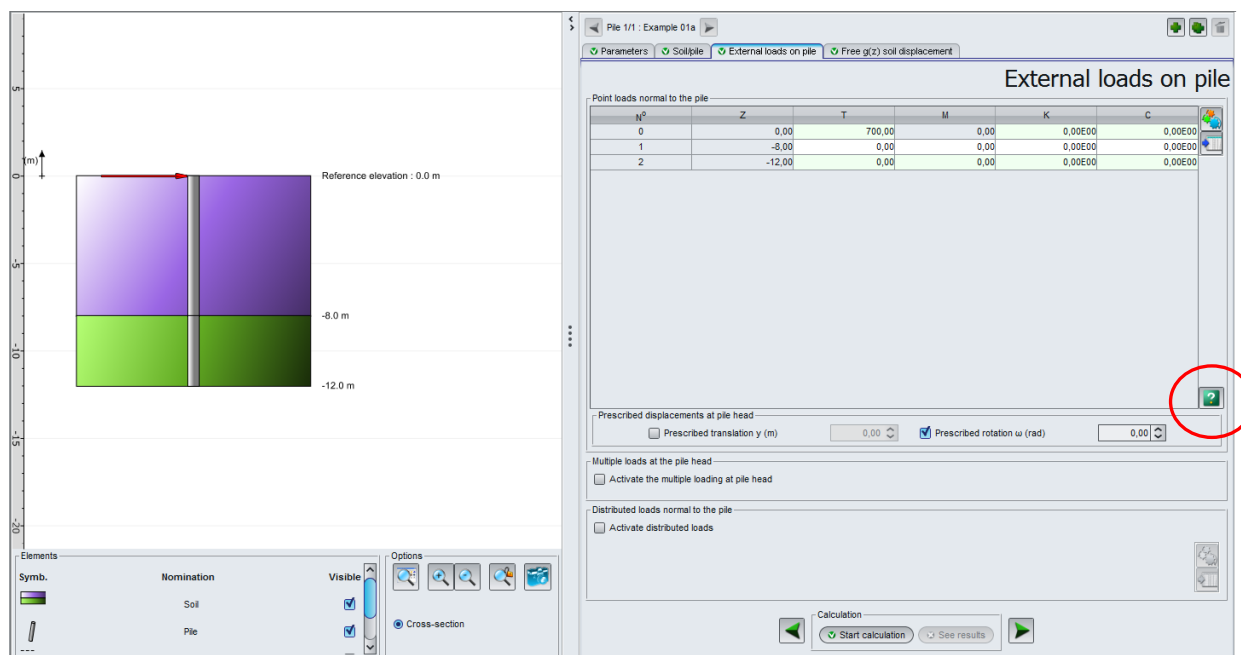 Pile 1/1 : Example 01a
Parameters Soil/pile External loads on pile Free g(z) soil displacement
External loads on pile
Point loads normal to the pile
Nº Z T M K C
0 0,00 700,00 0,00 0,00E00 0,00E00
1 -8,00 0,00 0,00 0,00E00 0,00E00
2 -12,00 0,00 0,00 0,00E00 0,00E00
?
Prescribed displacements at pile head
Prescribed translation y (m) 0,00 Prescribed rotation ω (rad) 0,00
Multiple loads at the pile head
Activate the multiple loading at pile head
Distributed loads normal to the pile
Activate distributed loads
Calculation
Start calculation See results
5
(m)
0
-5
-10
-15
-20
Reference elevation : 0.0 m
-8.0 m
-12.0 m
Elements
Symb. Nomination Visible
Soil
Pile
Options
Cross-section